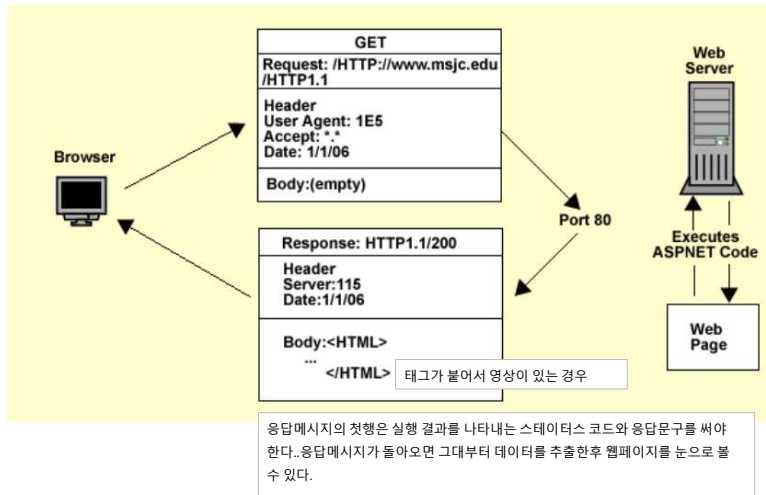 GET
Request: /HTTP://www.msjc.edu
/HTTP1.1
Header
User Agent: 1E5
Accept: *.*
Date: 1/1/06
Body:(empty)
Browser
Port 80
Web
Server
Executes
ASPNET Code
Web
Page
Response: HTTP1.1/200
Header
Server:115
Date:1/1/06
Body:<HTML>
...
</HTML>
태그가 붙어서 영상이 있는 경우
응답메시지의 첫행은 실행 결과를 나타내는 스테이터스 코드와 응답문구를 써야
한다..응답메시지가 돌아오면 그대부터 데이터를 추출한후 웹페이지를 눈으로 볼
수 있다.